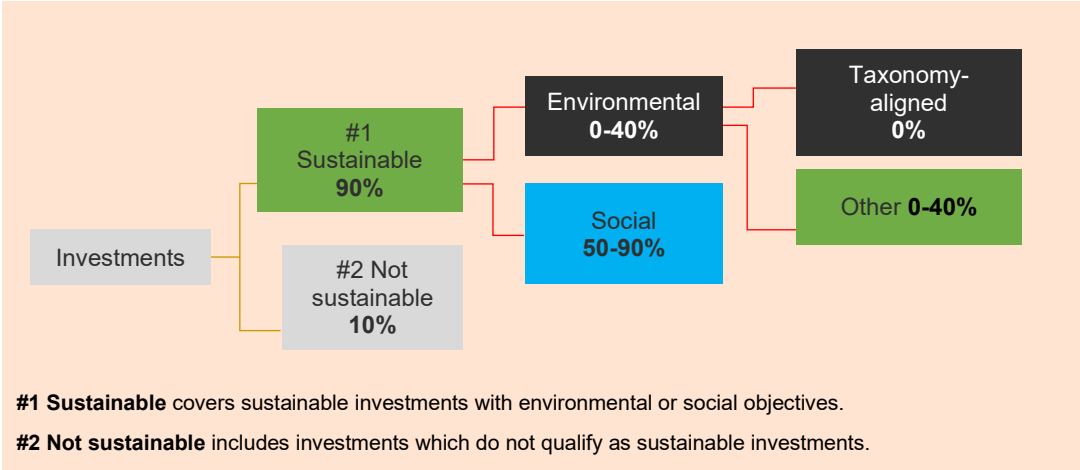 Investments
#1
Sustainable
90%
#2 Not
sustainable
10%
Environmental
0-40%
Social
50-90%
Taxonomy-
aligned
0%
Other 0-40%
#1 Sustainable covers sustainable investments with environmental or social objectives.
#2 Not sustainable includes investments which do not qualify as sustainable investments.